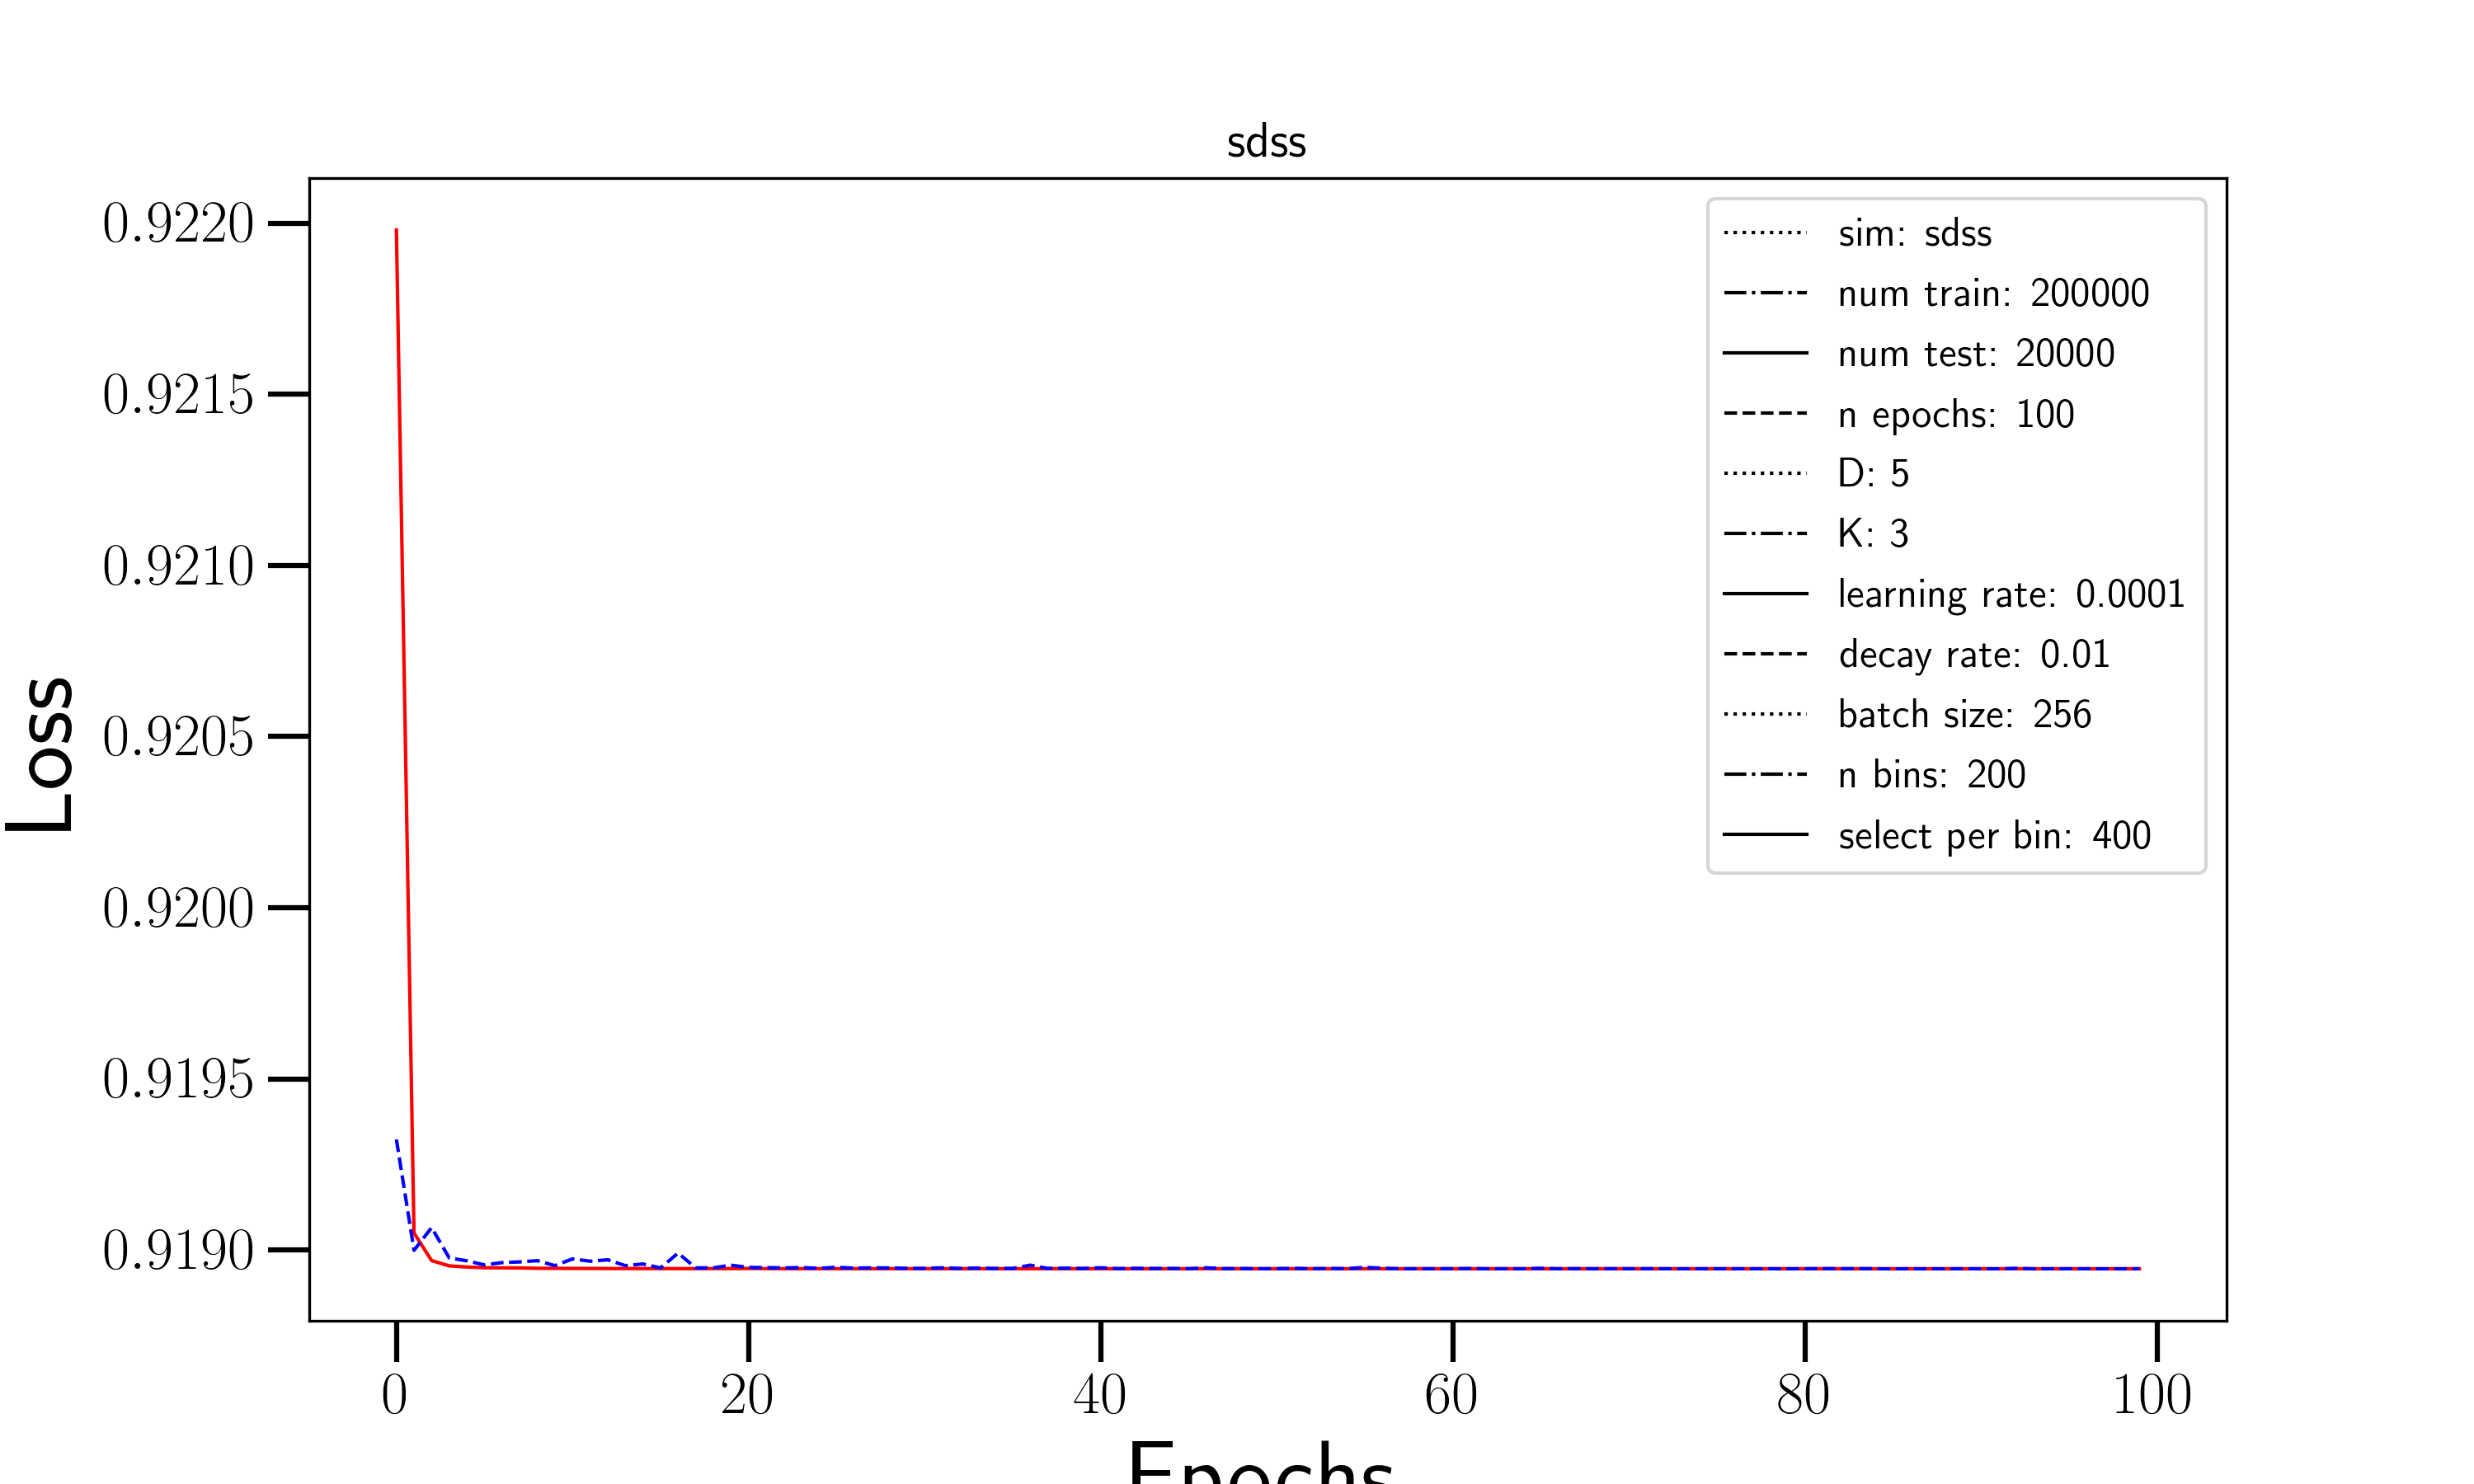 sdss
0.9220
0.9215
0.9210
0.9205
0.9200
0.9195
0.9190
Loss
sim: sdss
num train: 200000
num test: 20000
n epochs: 100
D: 5
K: 3
learning rate: 0.0001
decay rate: 0.01
batch size: 256
n bins: 200
select per bin: 400
0 20 40 60 80 100
Epochs